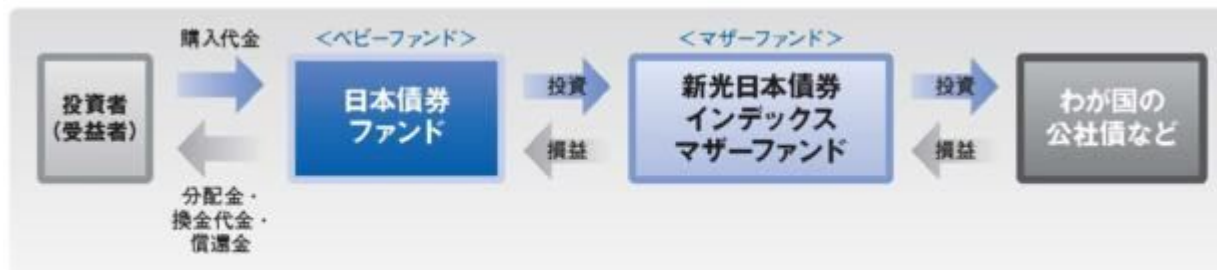 購入代金
<ベビーファンド>
<マザーファンド>
投資者
(受益者)
日本債券
ファンド
投資
損益
新光日本債券
インデックス
マザーファンド
投資
損益
わが国の
公社債など
分配金・
換金代金・
償還金